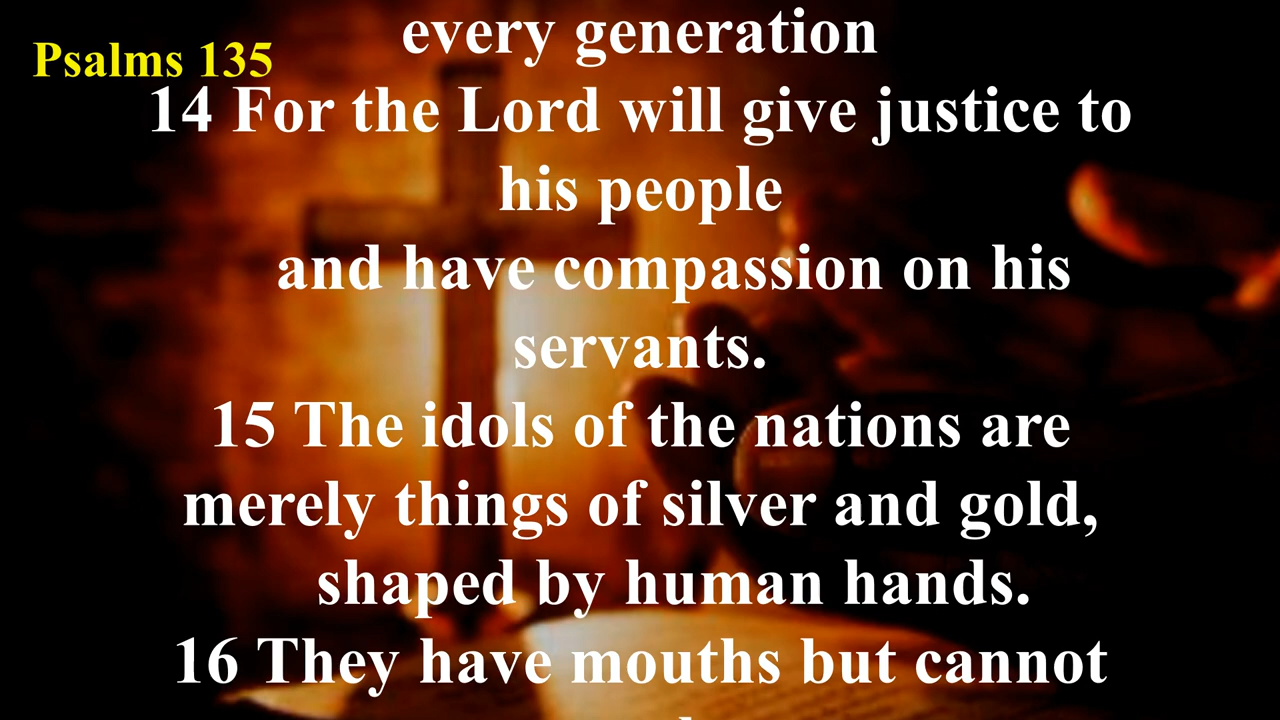 every generation
Psalms 135
14 For the Lord will give justice to
his people
and have compassion on his
servants.
15 The idols of the nations are
merely things of silver and gold,
shaped by human hands.
16 They have mouths but cannot